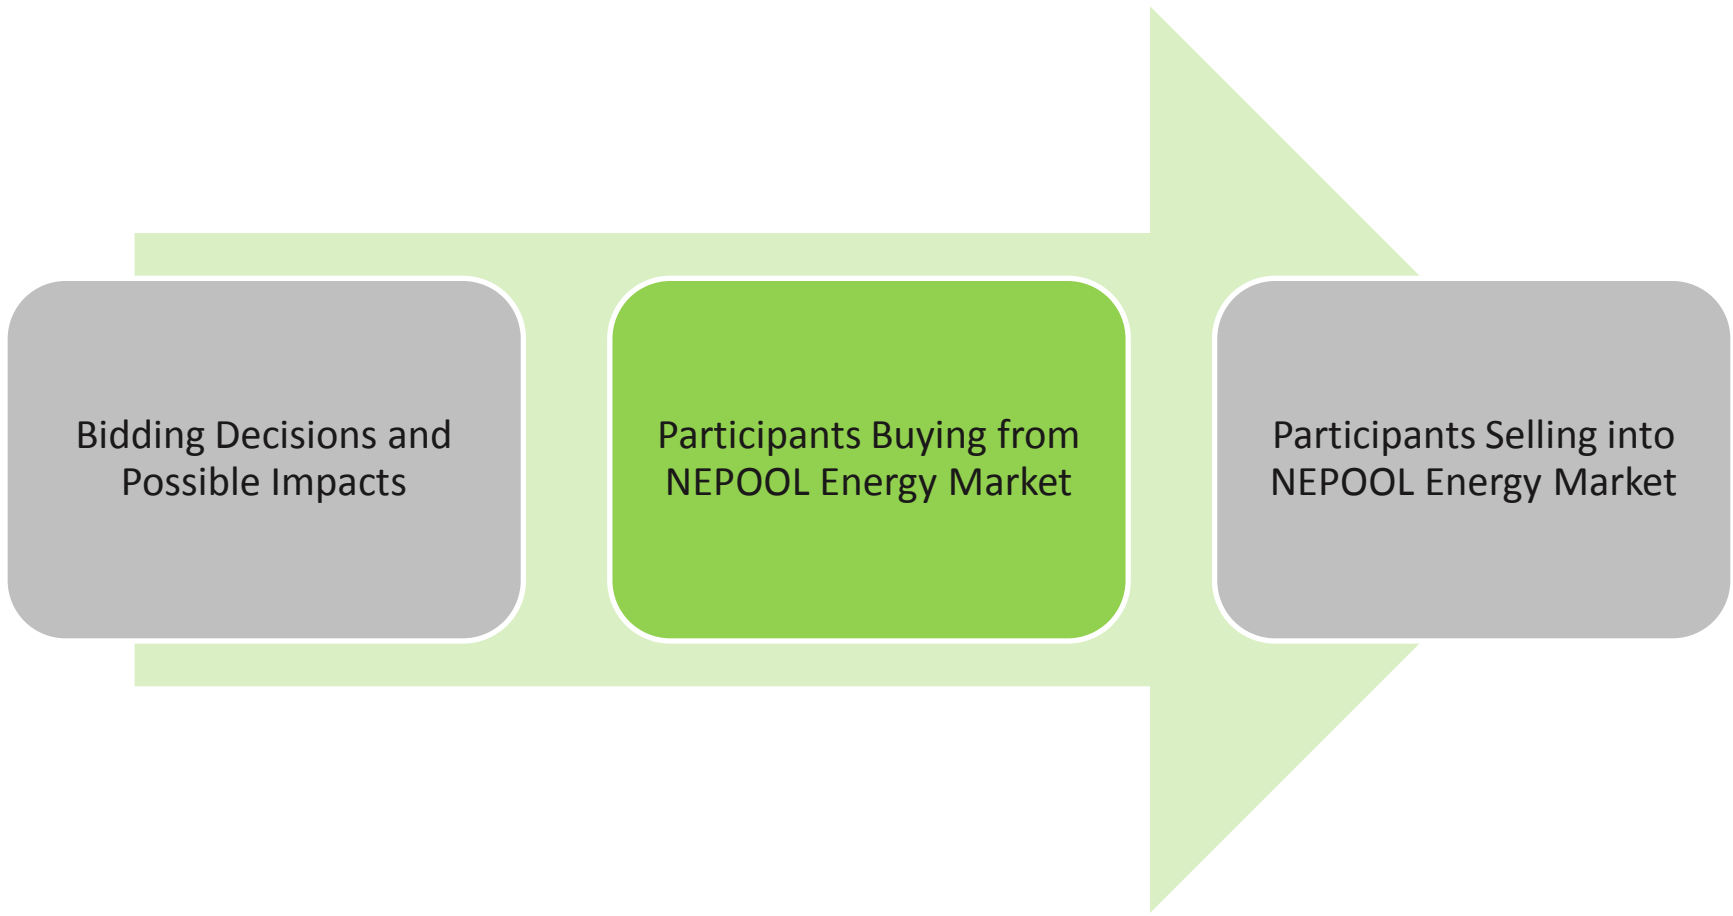 Bidding Decisions and
Possible Impacts
Participants Buying from
NEPOOL Energy Market
Participants Selling into
NEPOOL Energy Market